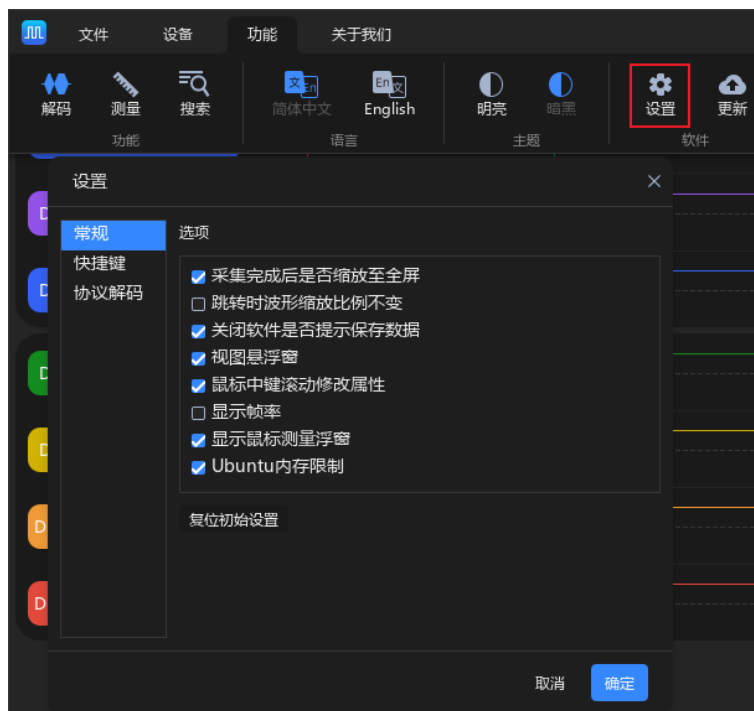 文件 设备 功能 关于我们
解码 测量 搜索 简体中文 English 明亮 暗黑 设置 更新
功能 语言 主题 软件
设置
常规
快捷键
协议解码
选项
采集完成后是否缩放至全屏
跳转时波形缩放比例不变
关闭软件是否提示保存数据
视图悬浮窗
鼠标中键滚动修改属性
显示帧率
显示鼠标测量浮窗
Ubuntu内存限制
复位初始设置
D
D
D
D
D
D
取消 确定